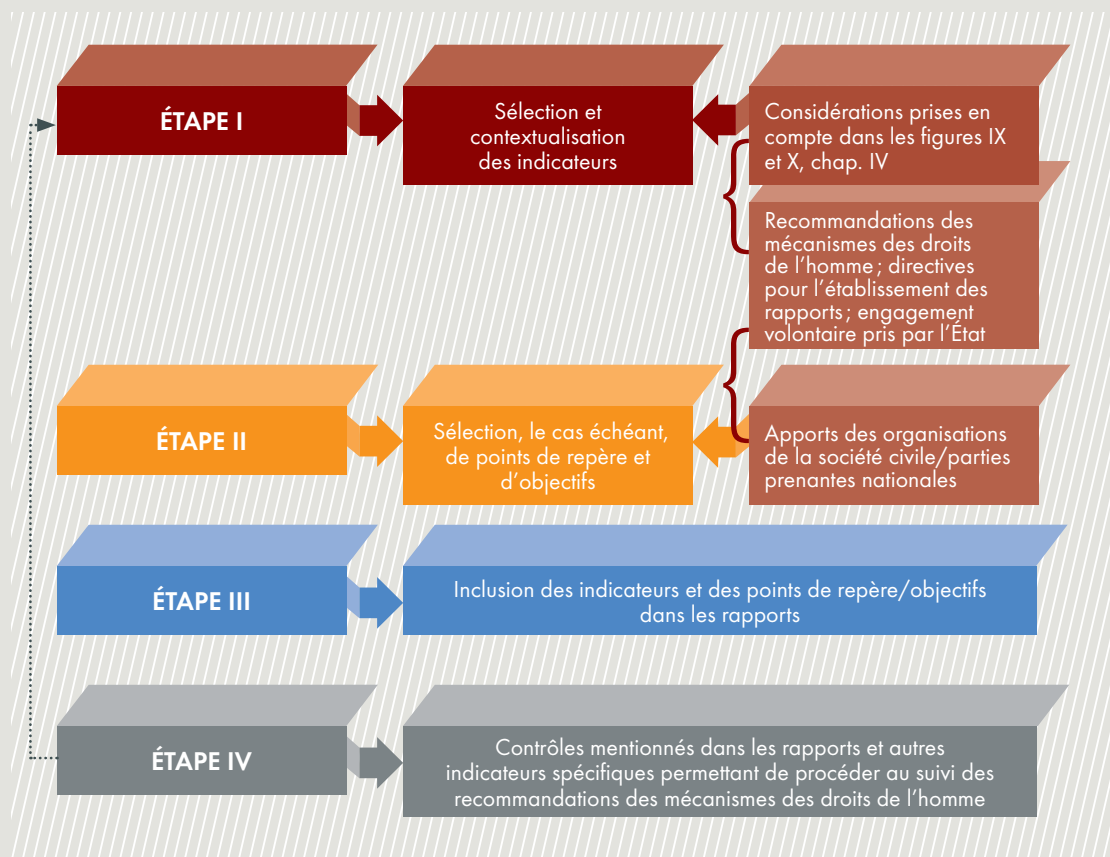 ÉTAPE I
Sélection et
contextualisation
des indicateurs
Considérations prises en
compte dans les figures IX
et X, chap. IV
Recommandations des
mécanismes des droits
de l’homme ; directives
pour l’établissement des
rapports ; engagement
volontaire pris par l’État
ÉTAPE II
Sélection, le cas échéant,
de points de repère et
d’objectifs
Apports des organisations
de la société civile/parties
prenantes nationales
ÉTAPE III
Inclusion des indicateurs et des points de repère/objectifs
dans les rapports
ÉTAPE IV
Contrôles mentionnés dans les rapports et autres
indicateurs spécifiques permettant de procéder au suivi des
recommandations des mécanismes des droits de l’homme